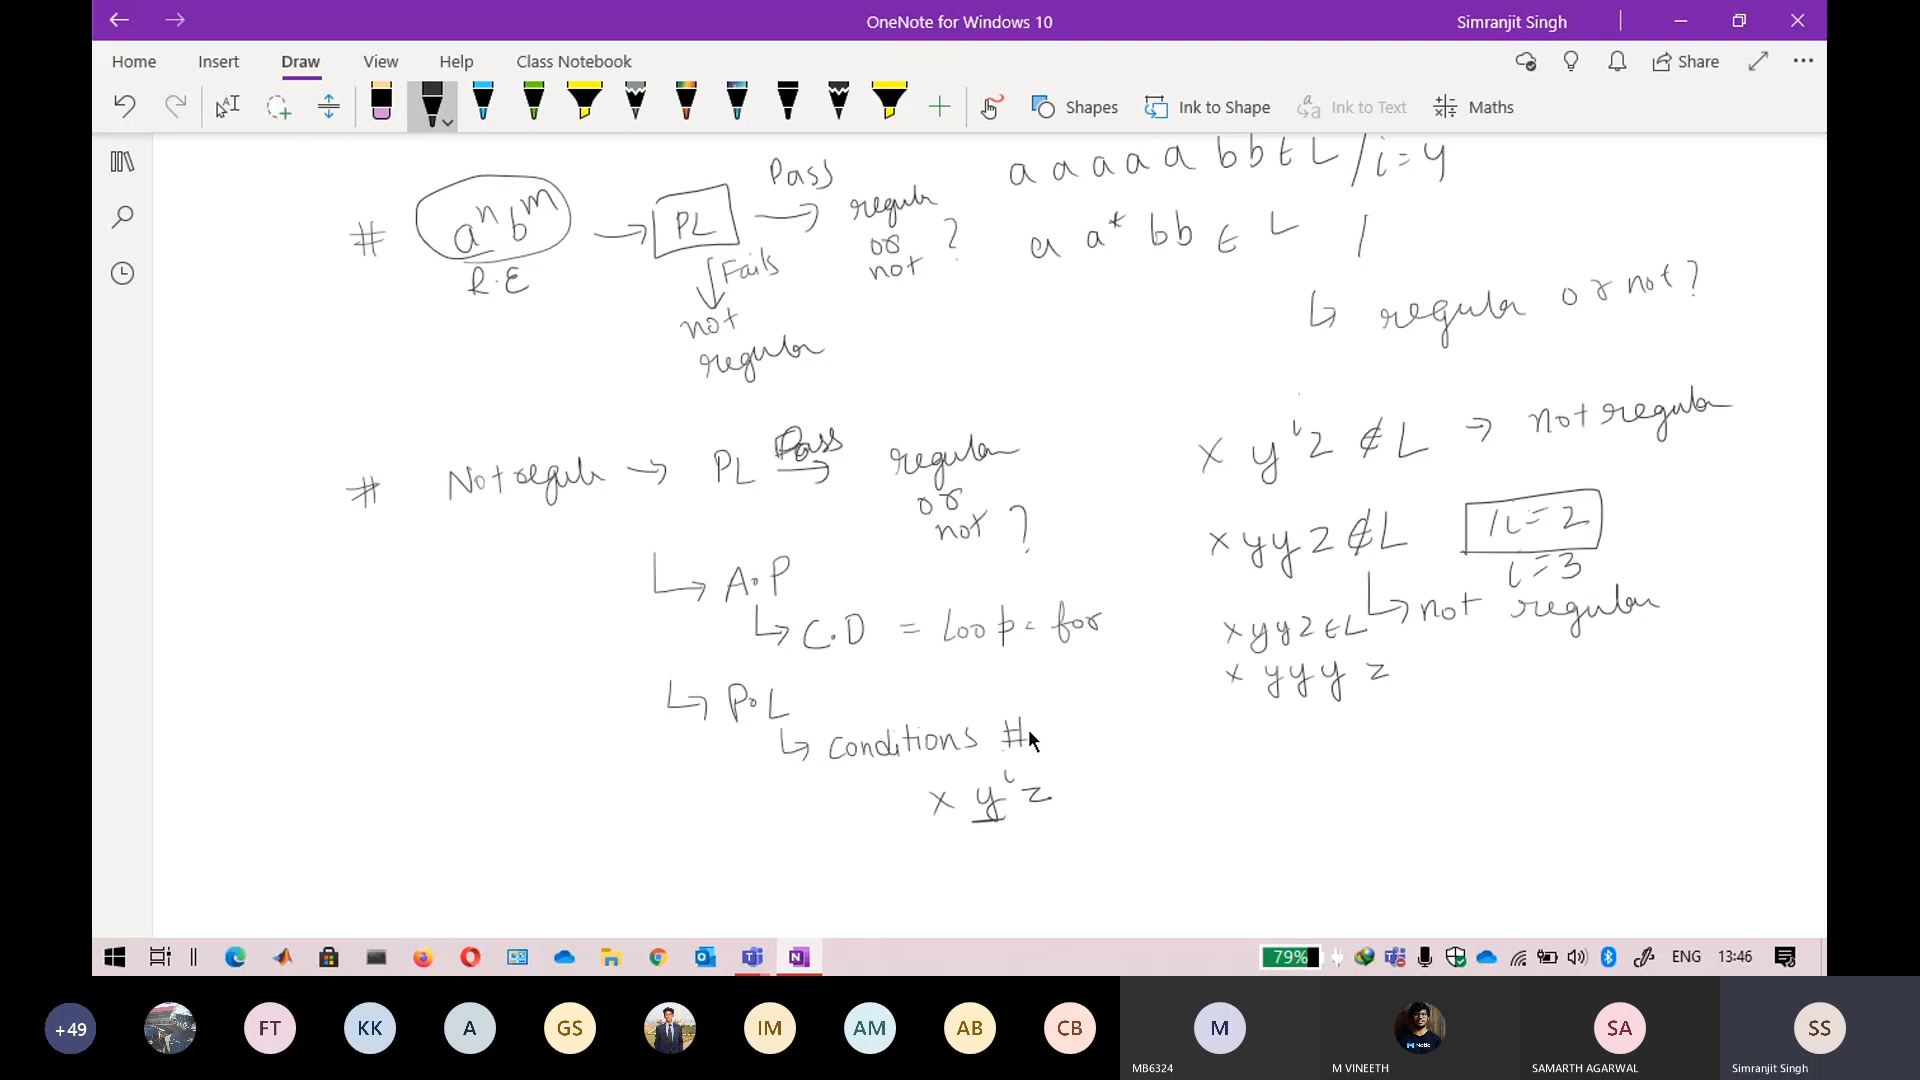 OneNote for Windows 10
Simranjit Singh
Home Insert Draw View Help Class Notebook
Share
Shapes Ink to Shape Ink to Text Maths
# aⁿbᵐ → PL → Pass regular or not ?
R.E
Fails
not
regular
a a a a a bb ∈ L / i = 4
a a* bb ∈ L /
↳ regular or not?
# Not regular → PL Pass → regular
or
not ?
↳ A.P
↳ C.D = Loop = for
↳ P.L
↳ conditions #
x yⁱ z
x yⁱ z ∉ L → not regular
x y y z ∉ L / i = 2
i = 3
↳ not regular
x y y z ∈ L
x y y y z
79%
ENG
13:46
+49 FT KK A GS IM AM AB CB M SA SS
MB6324 M VINEETH SAMARTH AGARWAL Simranjit Singh